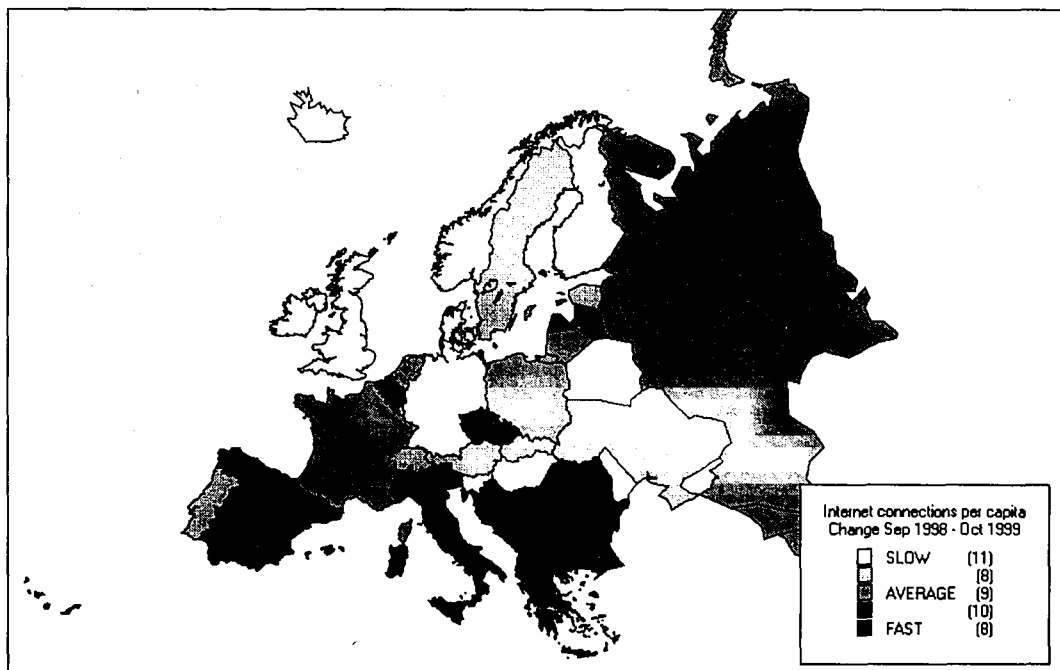 Internet connections per capita
Change Sep 1998 - Oct 1999
SLOW (11)
(8)
AVERAGE (9)
(10)
FAST (8)